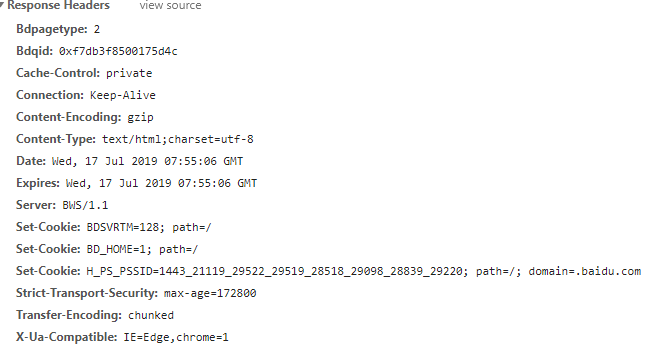 Response Headers view source
Bdpagetype: 2
Bdqid: 0xf7db3f8500175d4c
Cache-Control: private
Connection: Keep-Alive
Content-Encoding: gzip
Content-Type: text/html;charset=utf-8
Date: Wed, 17 Jul 2019 07:55:06 GMT
Expires: Wed, 17 Jul 2019 07:55:06 GMT
Server: BWS/1.1
Set-Cookie: BDSVRTM=128; path=/
Set-Cookie: BD_HOME=1; path=/
Set-Cookie: H_PS_PSSID=1443_21119_29522_29519_28518_29098_28839_29220; path=/; domain=.baidu.com
Strict-Transport-Security: max-age=172800
Transfer-Encoding: chunked
X-Ua-Compatible: IE=Edge,chrome=1